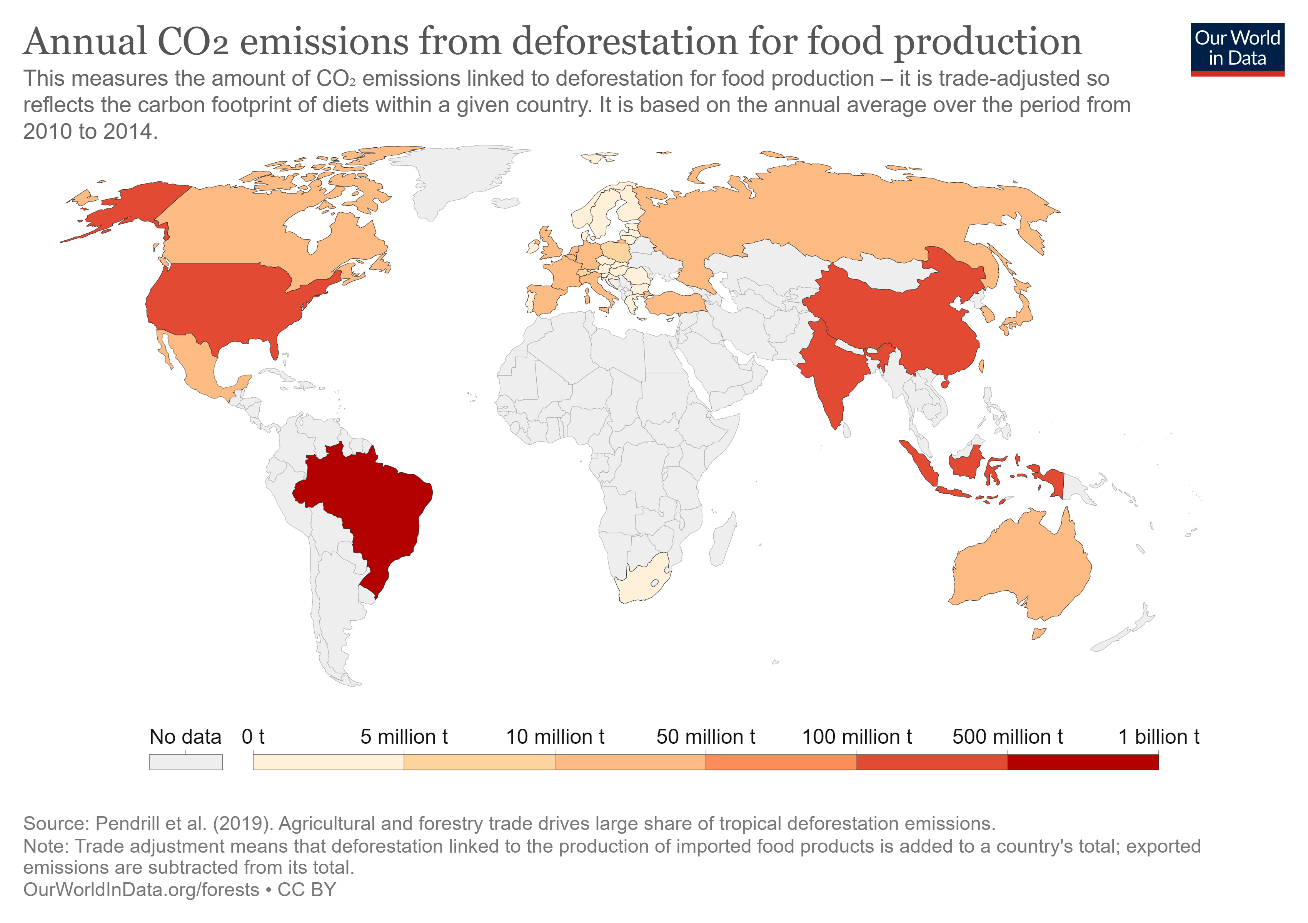 Annual CO₂ emissions from deforestation for food production
Our World
in Data
This measures the amount of CO₂ emissions linked to deforestation for food production – it is trade-adjusted so
reflects the carbon footprint of diets within a given country. It is based on the annual average over the period from
2010 to 2014.
No data 0 t 5 million t 10 million t 50 million t 100 million t 500 million t 1 billion t
Source: Pendrill et al. (2019). Agricultural and forestry trade drives large share of tropical deforestation emissions.
Note: Trade adjustment means that deforestation linked to the production of imported food products is added to a country's total; exported
emissions are subtracted from its total.
OurWorldInData.org/forests • CC BY